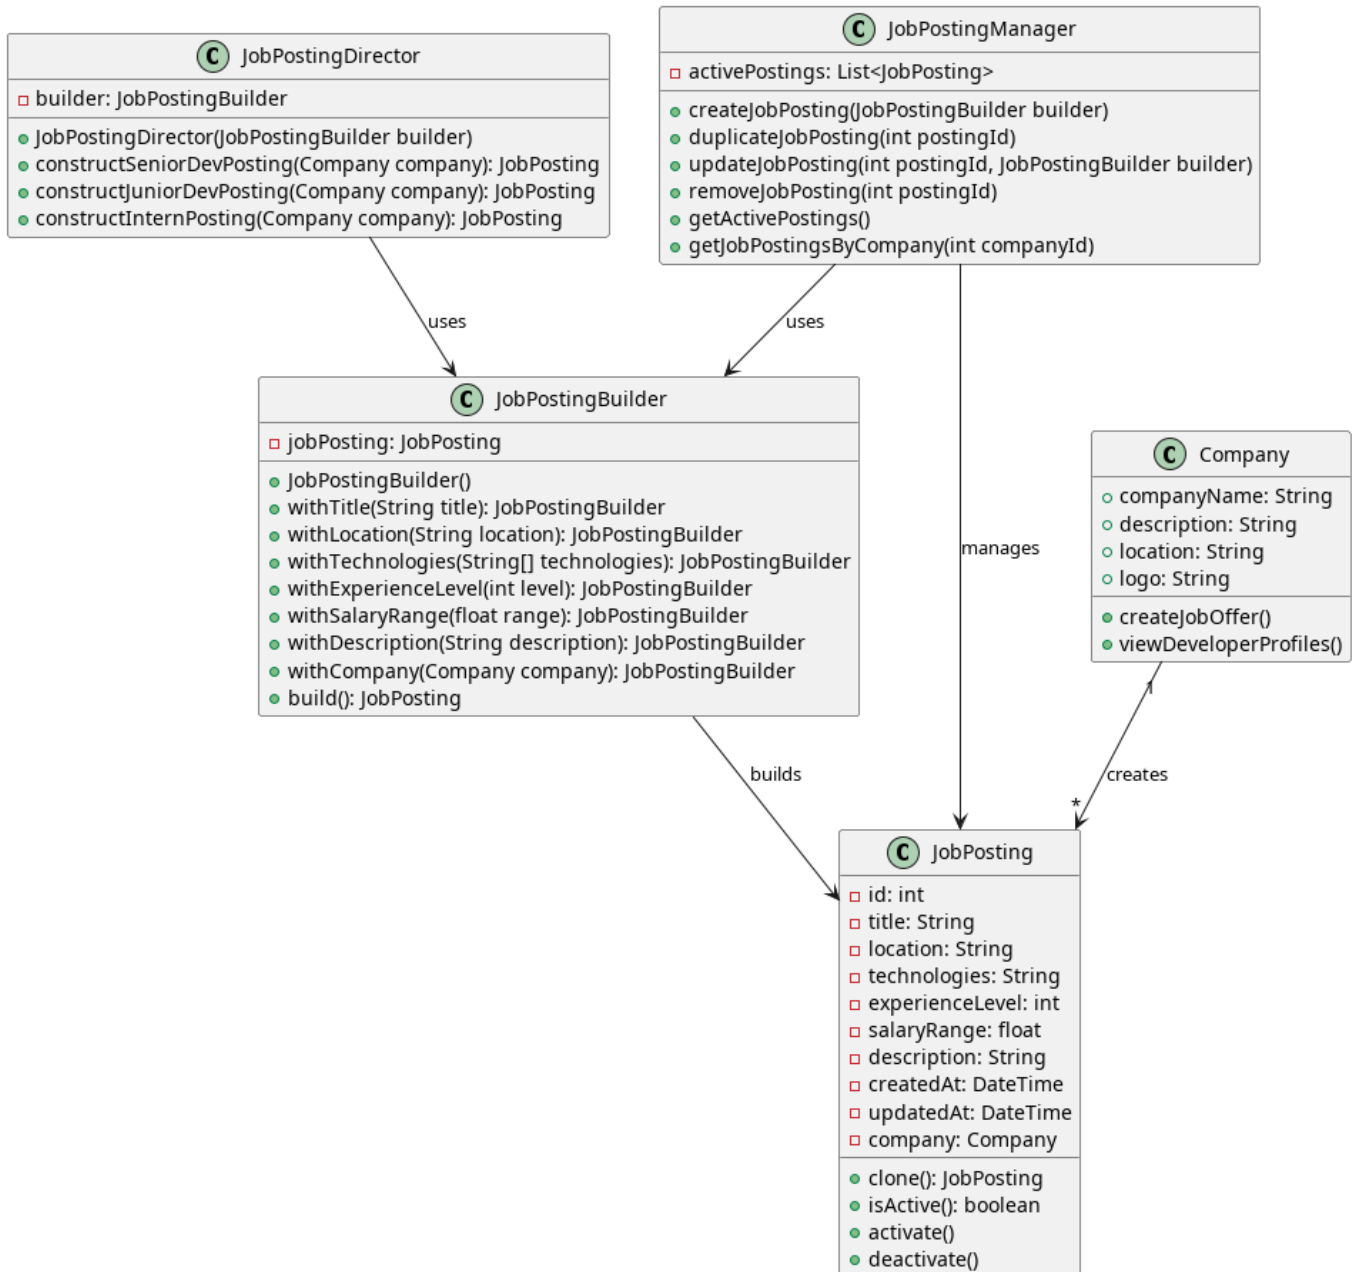 C JobPostingDirector
builder: JobPostingBuilder
JobPostingDirector(JobPostingBuilder builder)
constructSeniorDevPosting(Company company): JobPosting
constructJuniorDevPosting(Company company): JobPosting
constructInternPosting(Company company): JobPosting
C JobPostingManager
activePostings: List<JobPosting>
createJobPosting(JobPostingBuilder builder)
duplicateJobPosting(int postingId)
updateJobPosting(int postingId, JobPostingBuilder builder)
removeJobPosting(int postingId)
getActivePostings()
getJobPostingsByCompany(int companyId)
uses
uses
C JobPostingBuilder
jobPosting: JobPosting
JobPostingBuilder()
withTitle(String title): JobPostingBuilder
withLocation(String location): JobPostingBuilder
withTechnologies(String[] technologies): JobPostingBuilder
withExperienceLevel(int level): JobPostingBuilder
withSalaryRange(float range): JobPostingBuilder
withDescription(String description): JobPostingBuilder
withCompany(Company company): JobPostingBuilder
build(): JobPosting
manages
C Company
companyName: String
description: String
location: String
logo: String
createJobOffer()
viewDeveloperProfiles()
1
builds
creates
*
C JobPosting
id: int
title: String
location: String
technologies: String
experienceLevel: int
salaryRange: float
description: String
createdAt: DateTime
updatedAt: DateTime
company: Company
clone(): JobPosting
isActive(): boolean
activate()
deactivate()